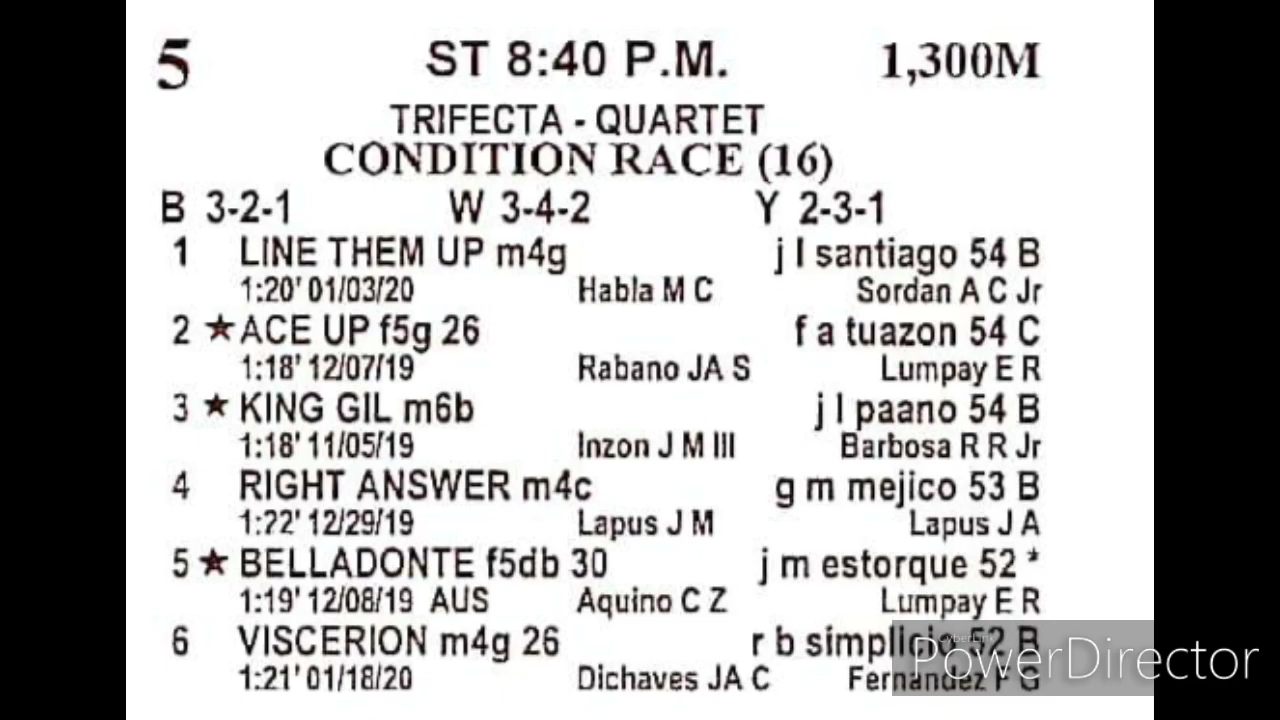 5 ST 8:40 P.M. 1,300M
TRIFECTA - QUARTET
CONDITION RACE (16)
B 3-2-1 W 3-4-2 Y 2-3-1
1 LINE THEM UP m4g j l santiago 54 B
1:20' 01/03/20 Habla M C Sordan A C Jr
2 ★ ACE UP f5g 26 f a tuazon 54 C
1:18' 12/07/19 Rabano JA S Lumpay E R
3 ★ KING GIL m6b j l paano 54 B
1:18' 11/05/19 Inzon J M III Barbosa R R Jr
4 RIGHT ANSWER m4c g m mejico 53 B
1:22' 12/29/19 Lapus J M Lapus J A
5 ★ BELLADONTE f5db 30 j m estorque 52 *
1:19' 12/08/19 AUS Aquino C Z Lumpay E R
6 VISCERION m4g 26 r b simplicio 52 B
1:21' 01/18/20 Dichaves JA C Fernandez F G
CyberLink
PowerDirector